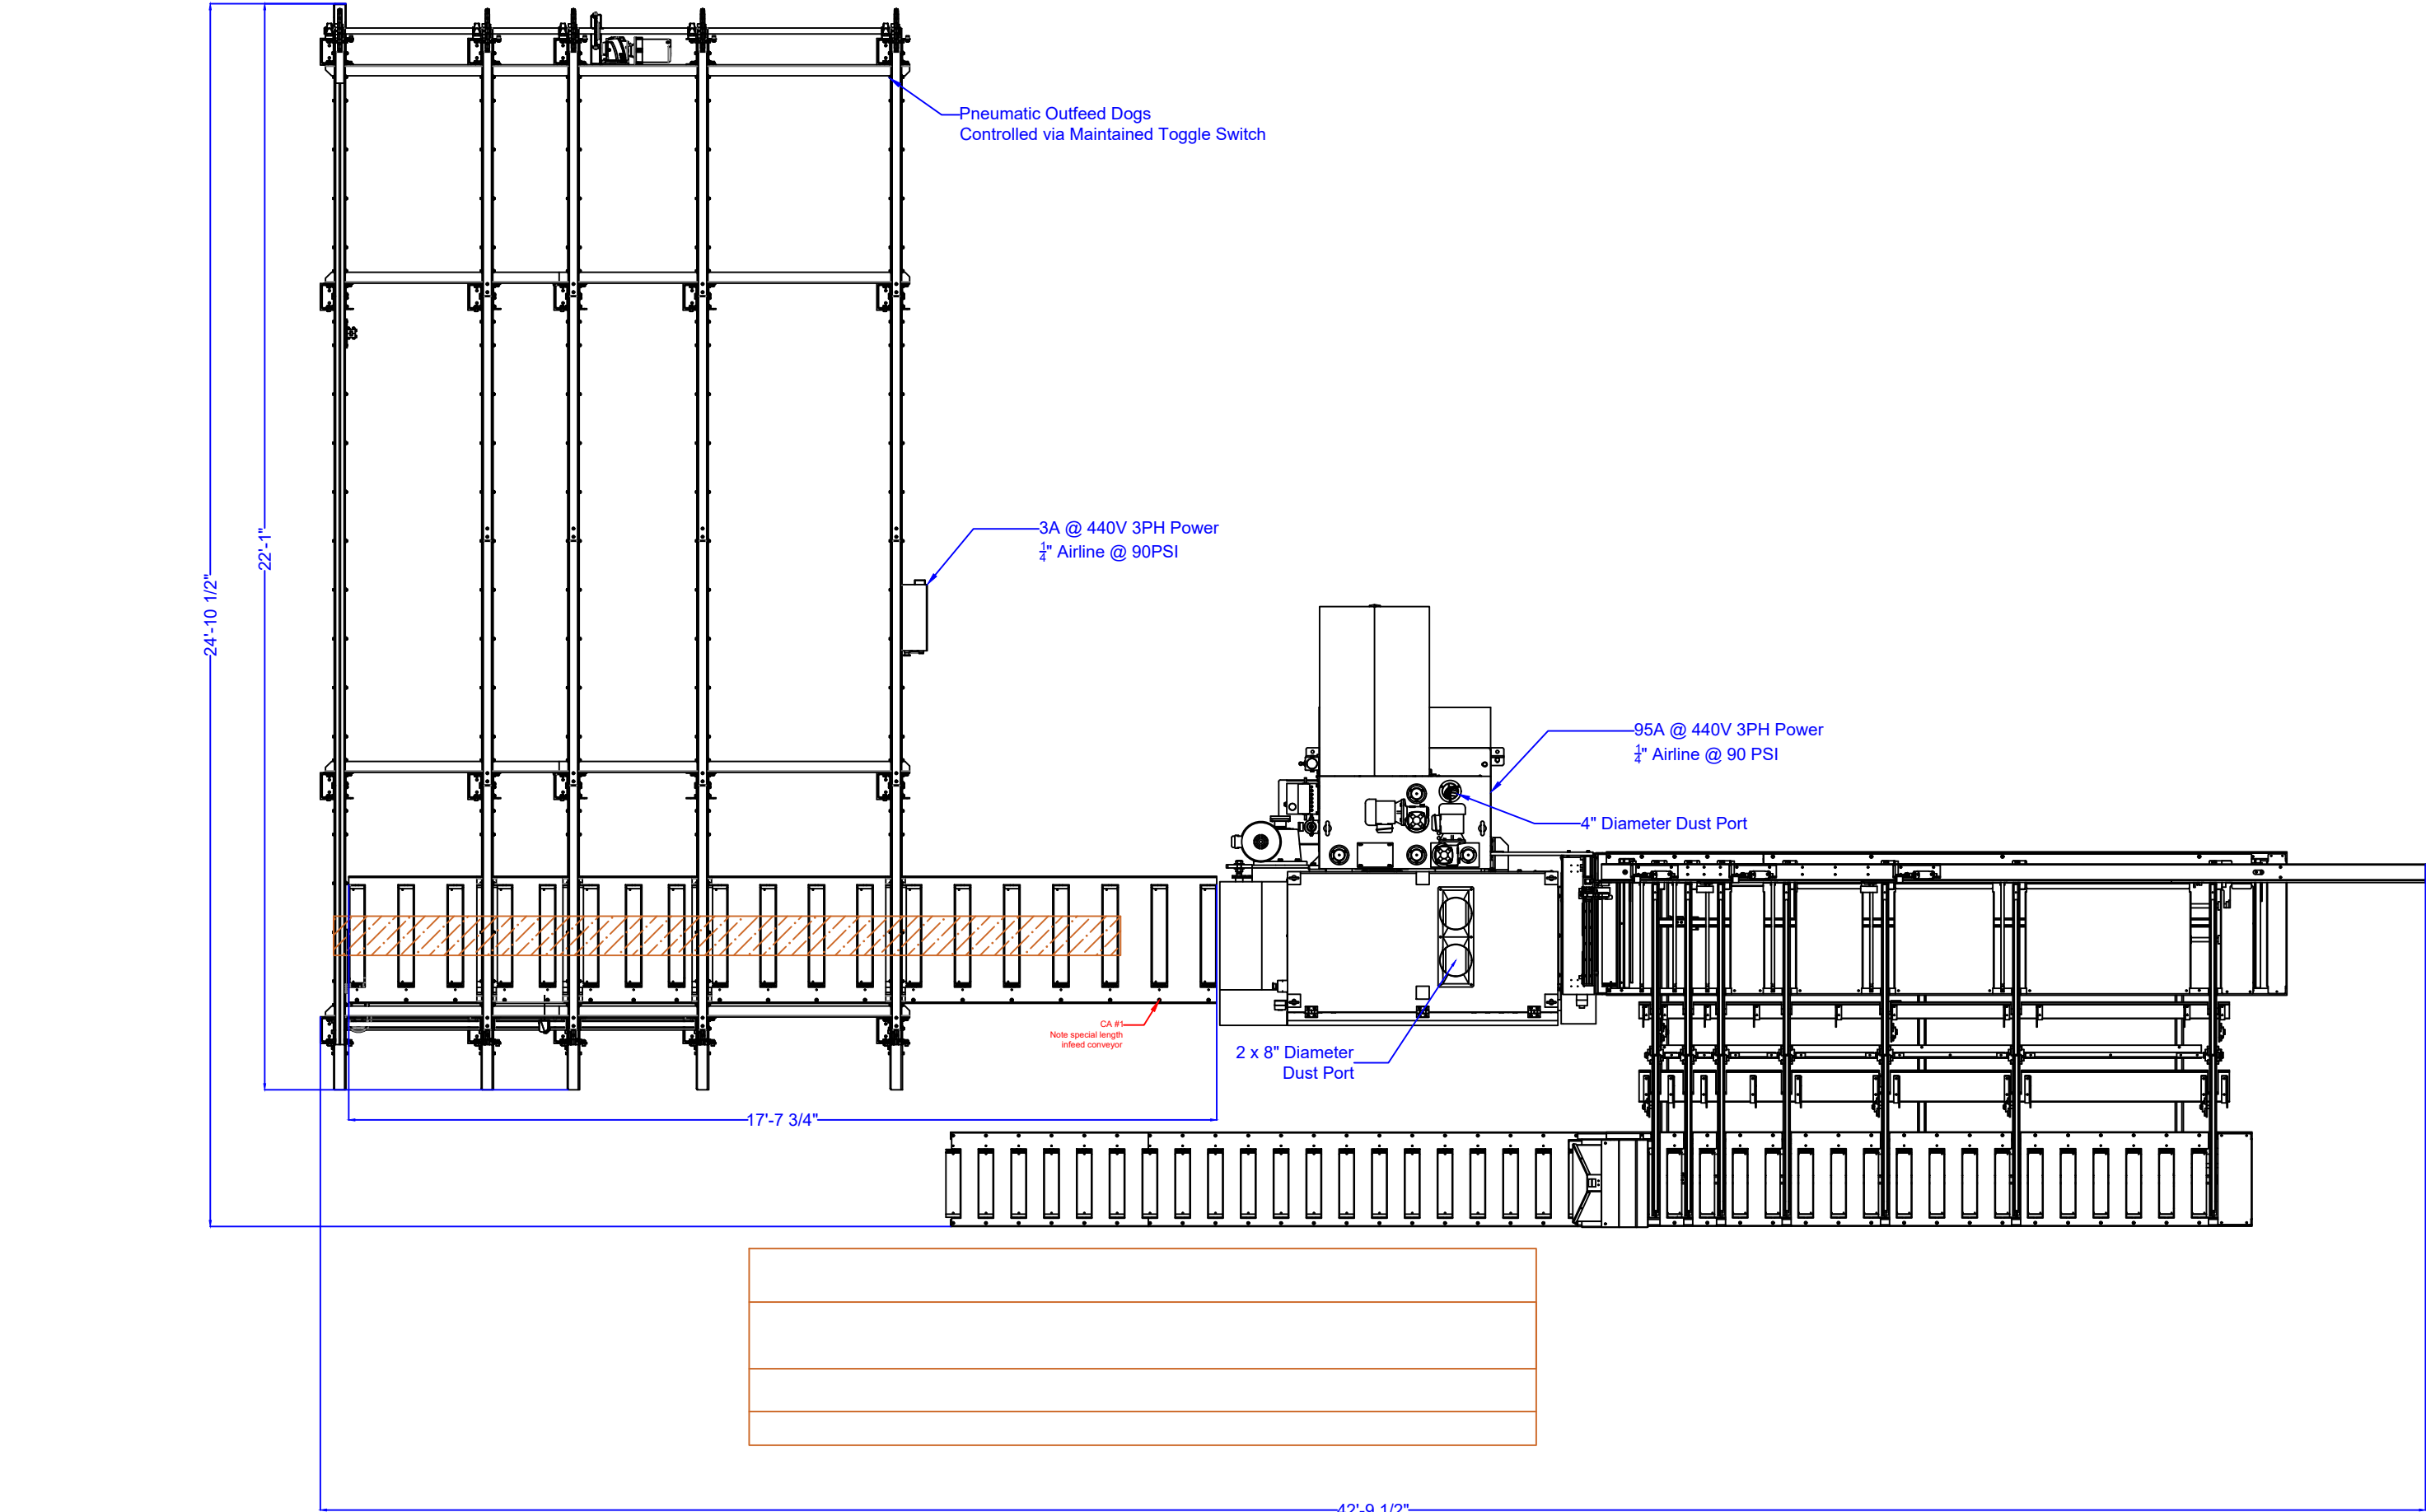 Pneumatic Outfeed Dogs
Controlled via Maintained Toggle Switch
22'-1"
24'-10 1/2"
3A @ 440V 3PH Power
1/4" Airline @ 90PSI
95A @ 440V 3PH Power
1/4" Airline @ 90 PSI
4" Diameter Dust Port
CA #1
Note special length
infeed conveyor
2 x 8" Diameter
Dust Port
17'-7 3/4"
42'-9 1/2"